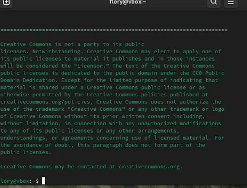 flory@nbox: ~
=======================================================================
Creative Commons is not a party to its public
licenses. Notwithstanding, Creative Commons may elect to apply one of
its public licenses to material it publishes and in those instances
will be considered the "Licensor." The text of the Creative Commons
public licenses is dedicated to the public domain under the CC0 Public
Domain Dedication. Except for the limited purpose of indicating that
material is shared under a Creative Commons public license or as
otherwise permitted by the Creative Commons policies published at
creativecommons.org/policies, Creative Commons does not authorize the
use of the trademark "Creative Commons" or any other trademark or logo
of Creative Commons without its prior written consent including,
without limitation, in connection with any unauthorized modifications
to any of its public licenses or any other arrangements,
understandings, or agreements concerning use of licensed material. For
the avoidance of doubt, this paragraph does not form part of the
public licenses.
Creative Commons may be contacted at creativecommons.org.
flory@nbox:~$